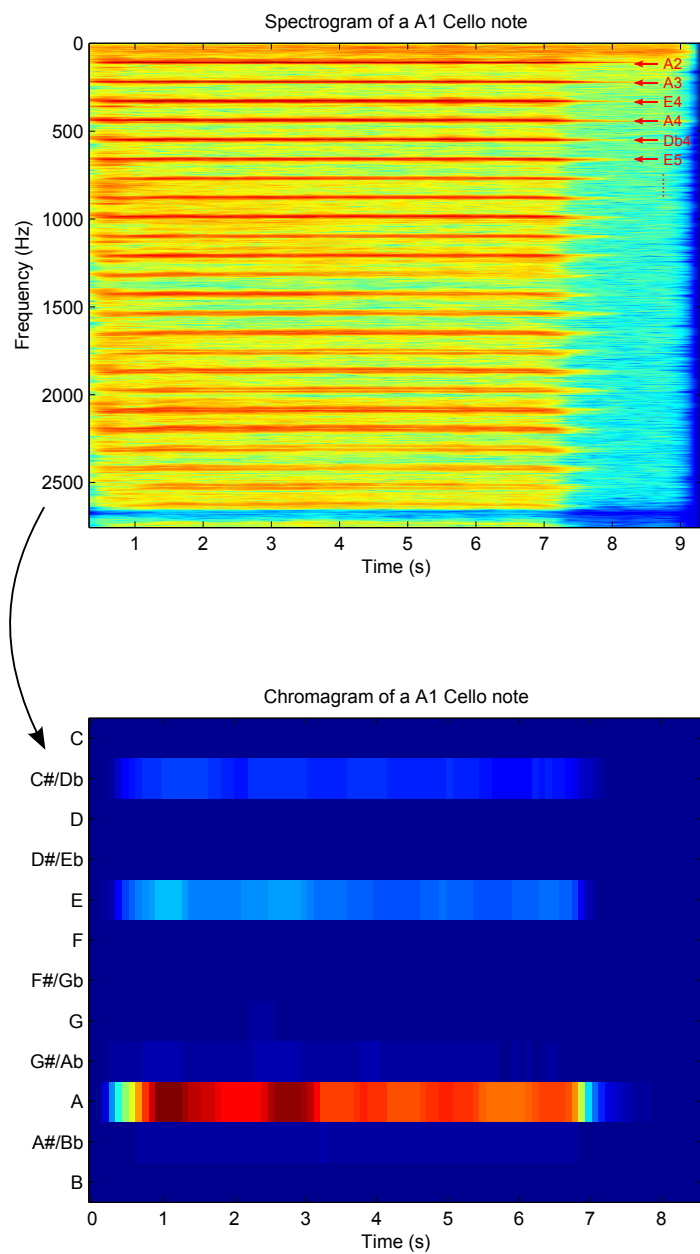 Spectrogram of a A1 Cello note
0
500
1000
1500
2000
2500
Frequency (Hz)
A2
A3
E4
A4
Db4
E5
1 2 3 4 5 6 7 8 9
Time (s)
Chromagram of a A1 Cello note
C
C#/Db
D
D#/Eb
E
F
F#/Gb
G
G#/Ab
A
A#/Bb
B
0 1 2 3 4 5 6 7 8
Time (s)